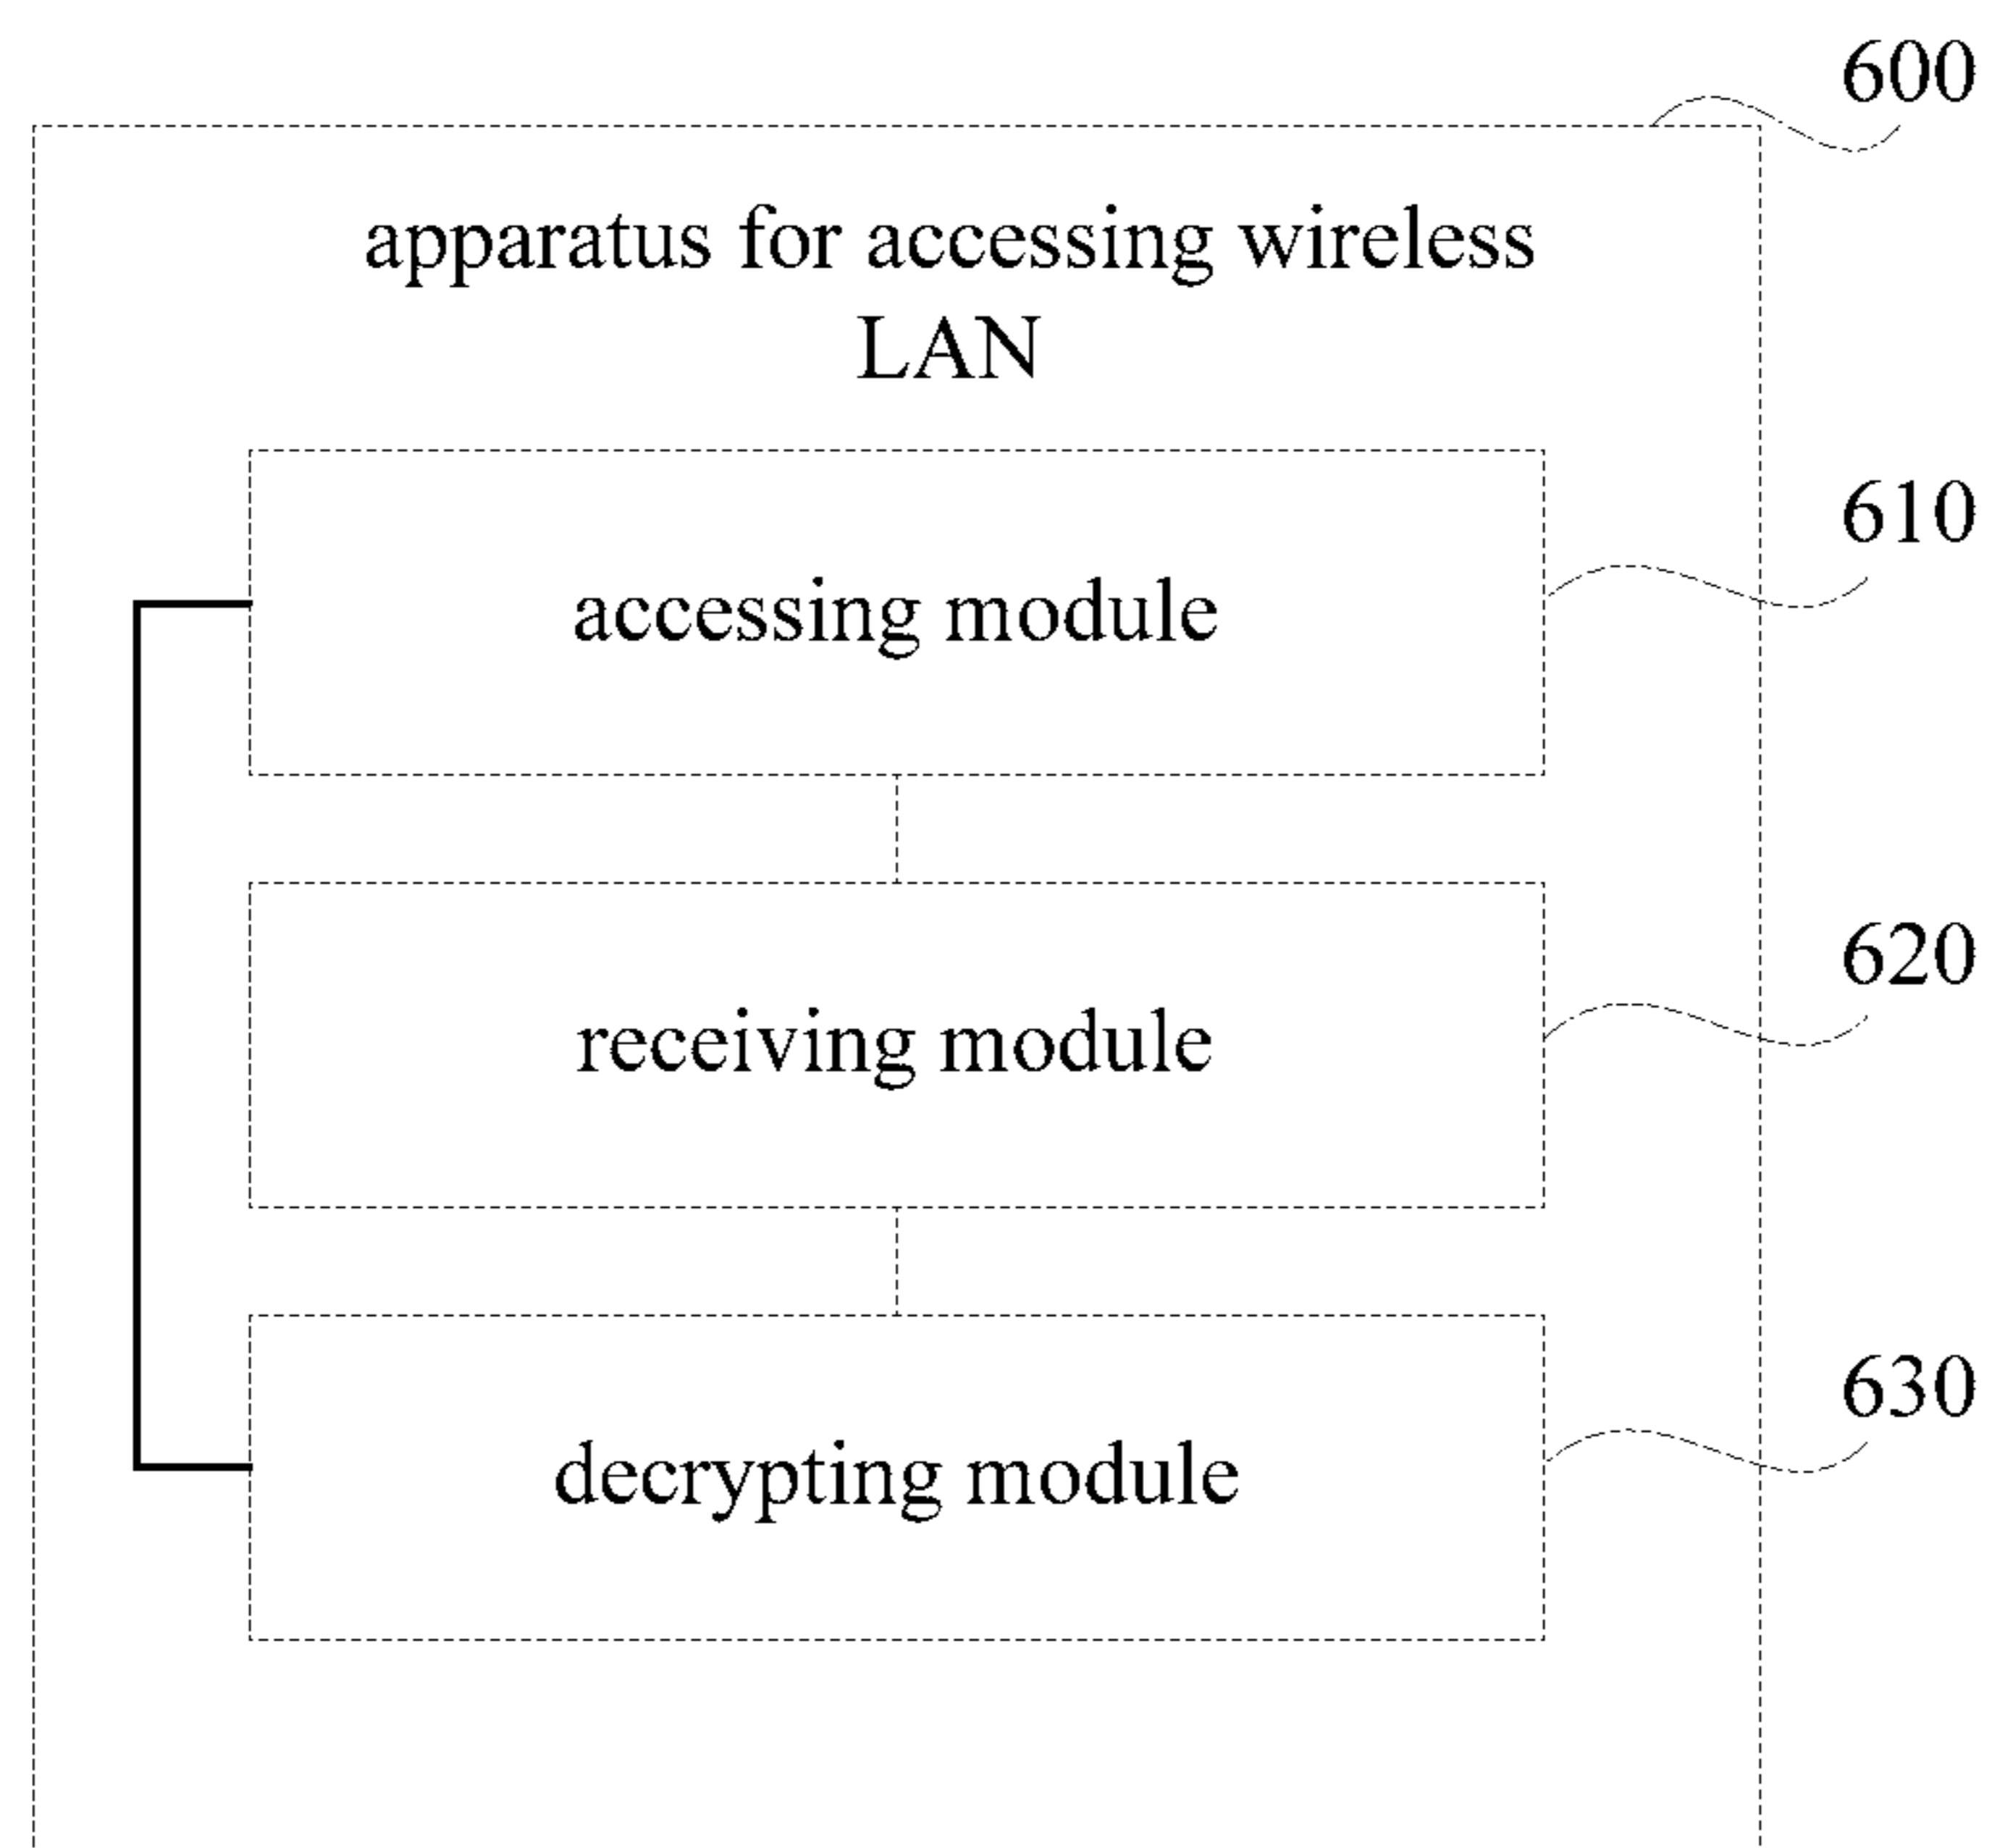 600
apparatus for accessing wireless
LAN
610
accessing module
620
receiving module
630
decrypting module